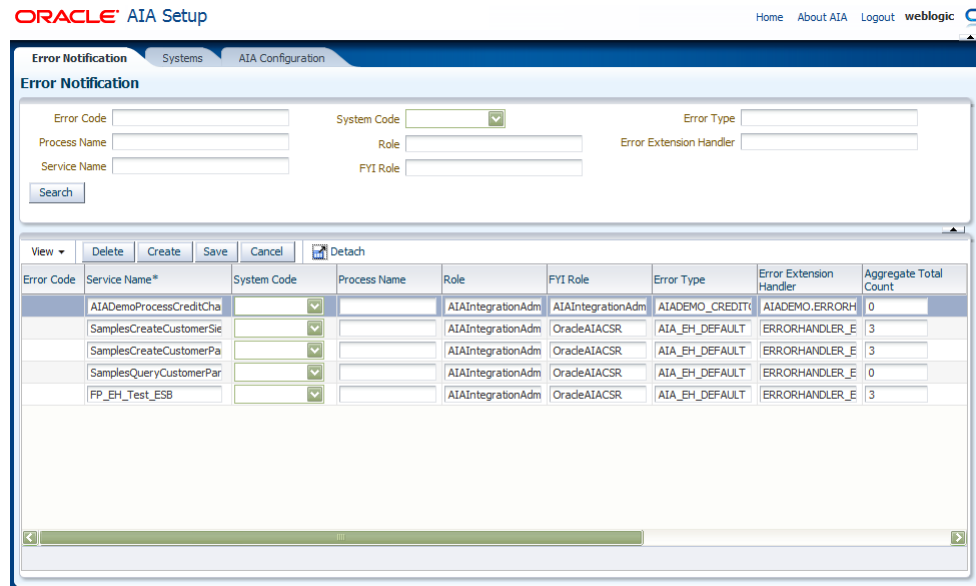 ORACLE AIA Setup
Home About AIA Logout weblogic
Error Notification Systems AIA Configuration
Error Notification
Error Code System Code Error Type
Process Name Role Error Extension Handler
Service Name FYI Role
Search
View Delete Create Save Cancel Detach
Error Code Service Name* System Code Process Name Role FYI Role Error Type Error Extension Handler Aggregate Total Count
AIADemoProcessCreditCha AIAIntegrationAdm AIAIntegrationAdm AIADEMO_CREDIT AIADEMO.ERRORH 0
SamplesCreateCustomerSie AIAIntegrationAdm OracleAIACSR AIA_EH_DEFAULT ERRORHANDLER_E 3
SamplesCreateCustomerPa AIAIntegrationAdm OracleAIACSR AIA_EH_DEFAULT ERRORHANDLER_E 3
SamplesQueryCustomerPar AIAIntegrationAdm OracleAIACSR AIA_EH_DEFAULT ERRORHANDLER_E 0
FP_EH_Test_ESB AIAIntegrationAdm OracleAIACSR AIA_EH_DEFAULT ERRORHANDLER_E 3